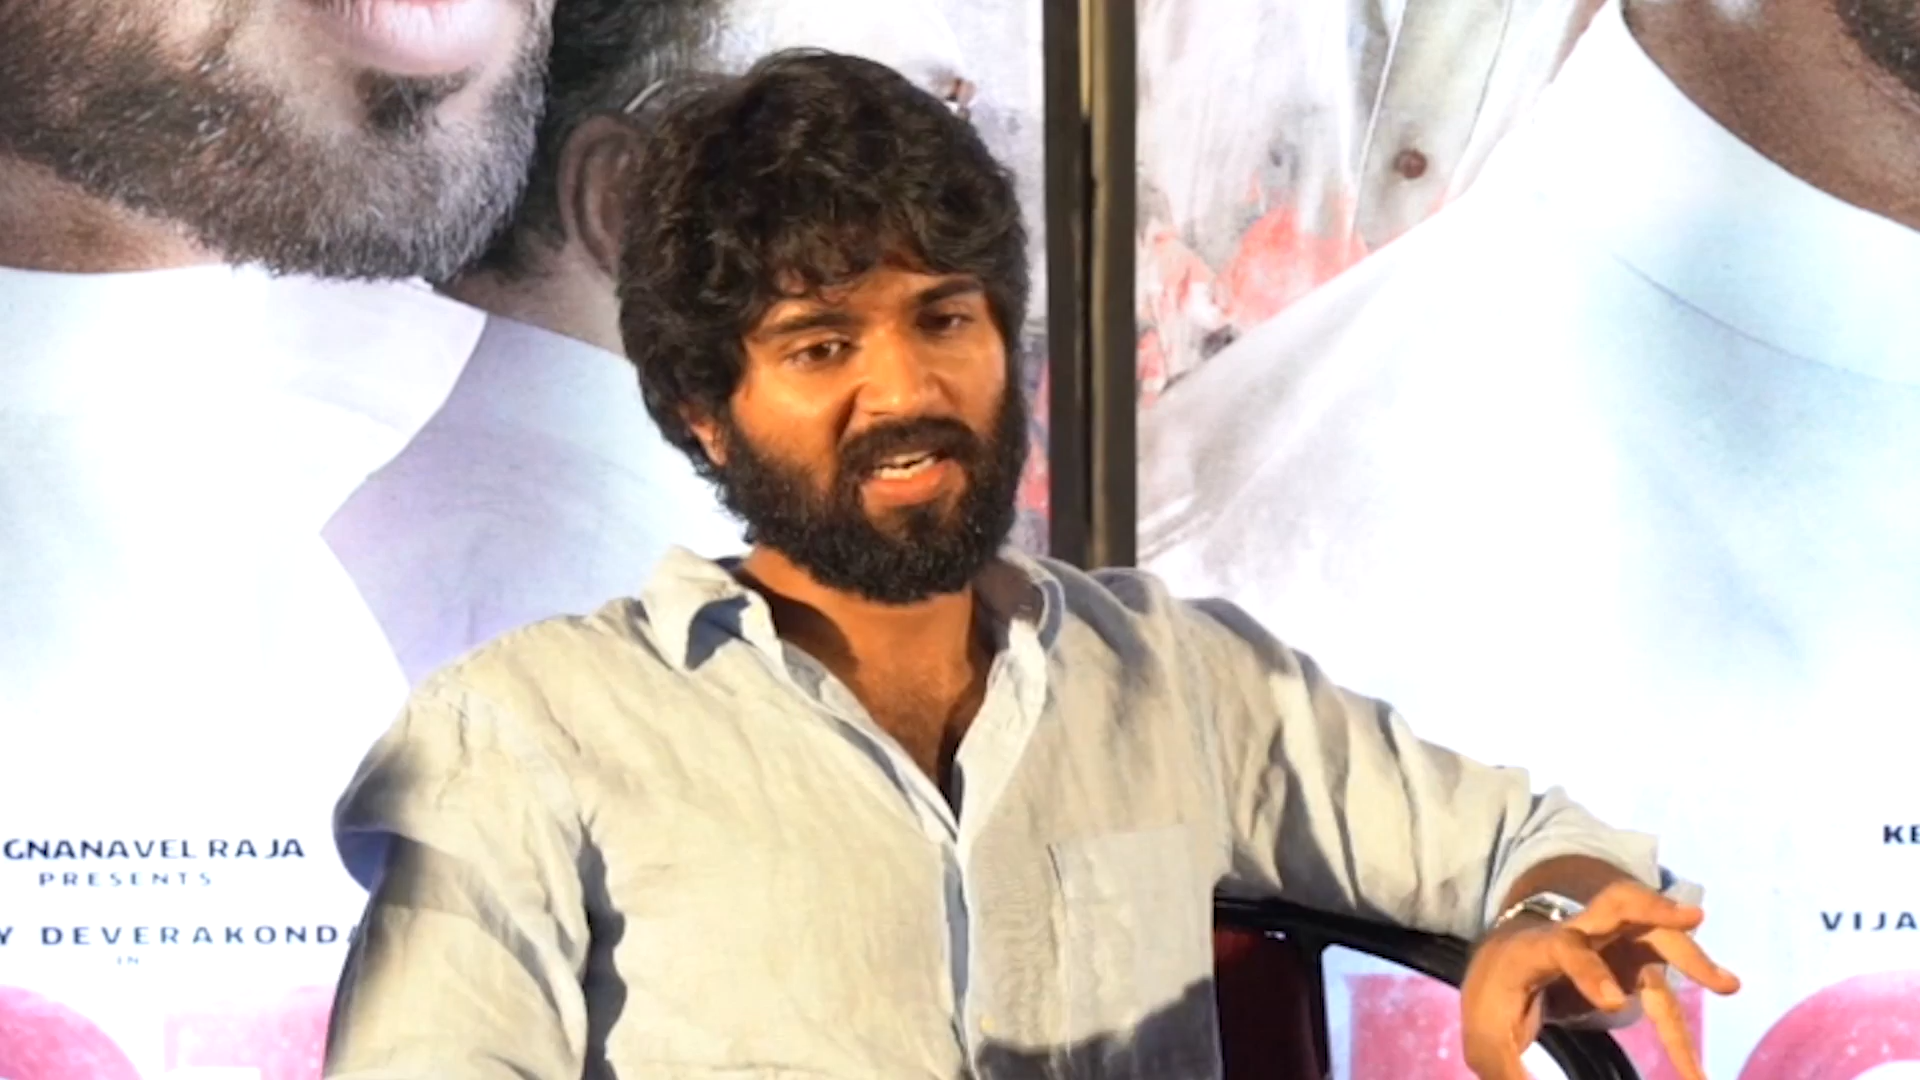 GNANAVEL RAJA
PRESENTS
Y DEVERAKONDA
IN
KE
VIJA